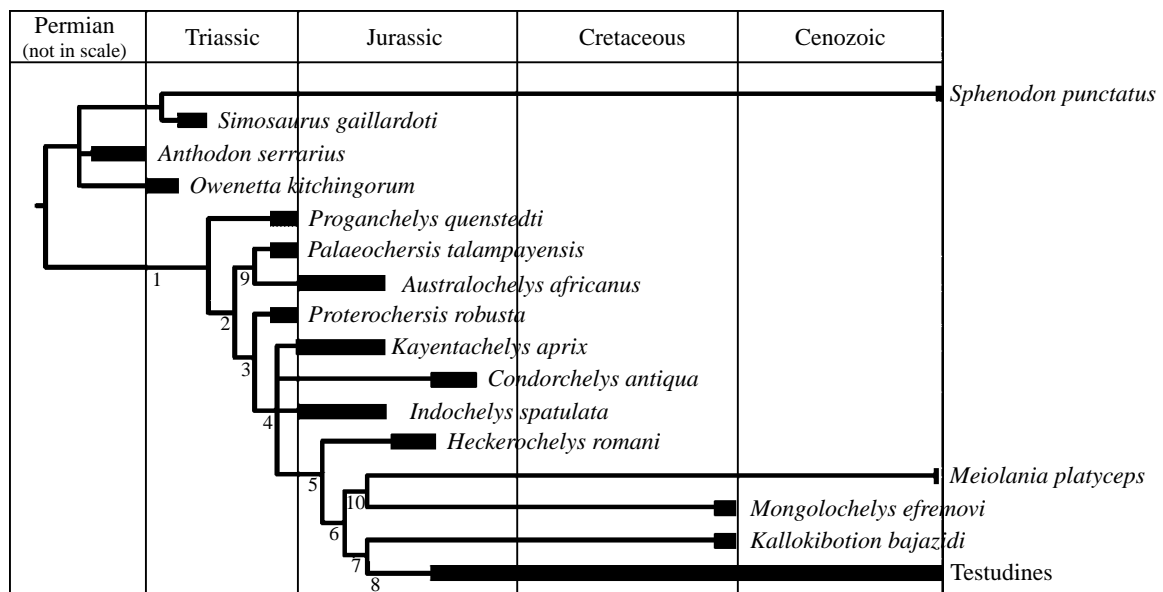 Permian
(not in scale)
Triassic
Jurassic
Cretaceous
Cenozoic
Sphenodon punctatus
Simosaurus gaillardoti
Anthodon serrarius
Owenetta kitchingorum
Proganchelys quenstedti
Palaeochersis talampayensis
9
1
Australochelys africanus
Proterochersis robusta
2
Kayentachelys aprix
3
Condorchelys antiqua
Indochelys spatulata
4
Heckerochelys romani
Meiolania platyceps
5
10
Mongolochelys efremovi
6
Kallokibotion bajazidi
7
Testudines
8